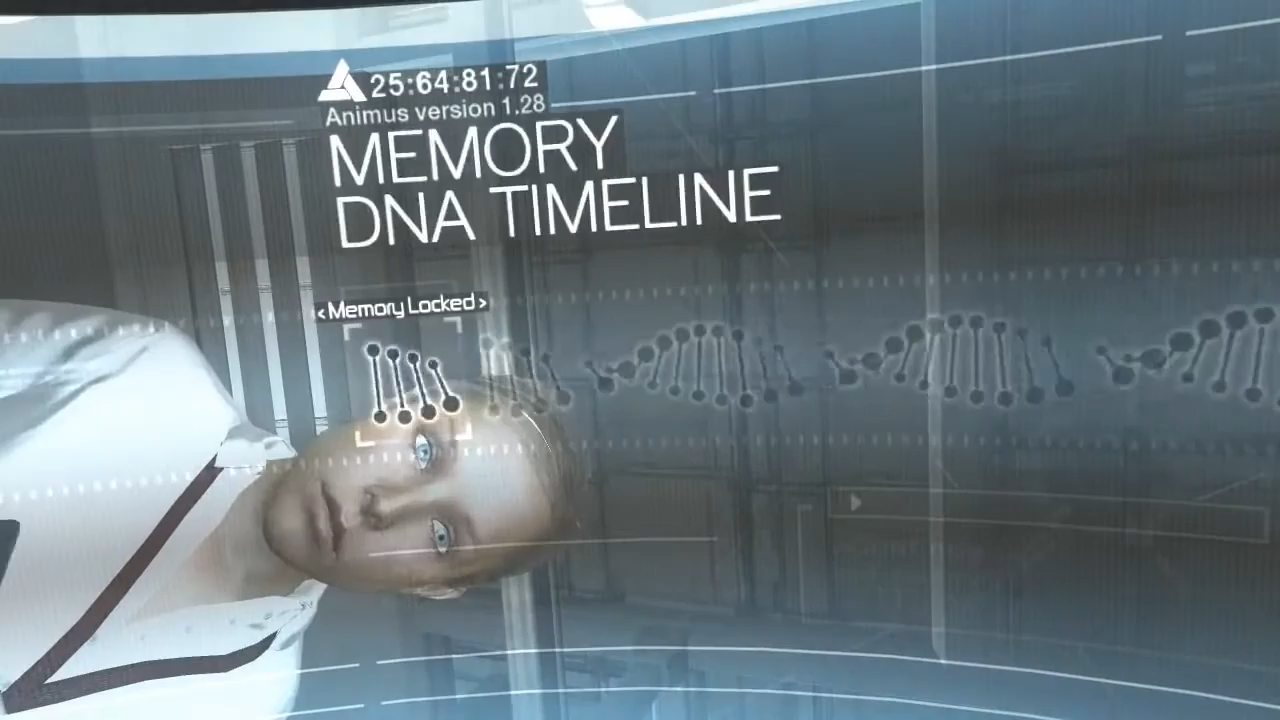 25:64:81:72
Animus version 1.28
MEMORY
DNA TIMELINE
< Memory Locked >